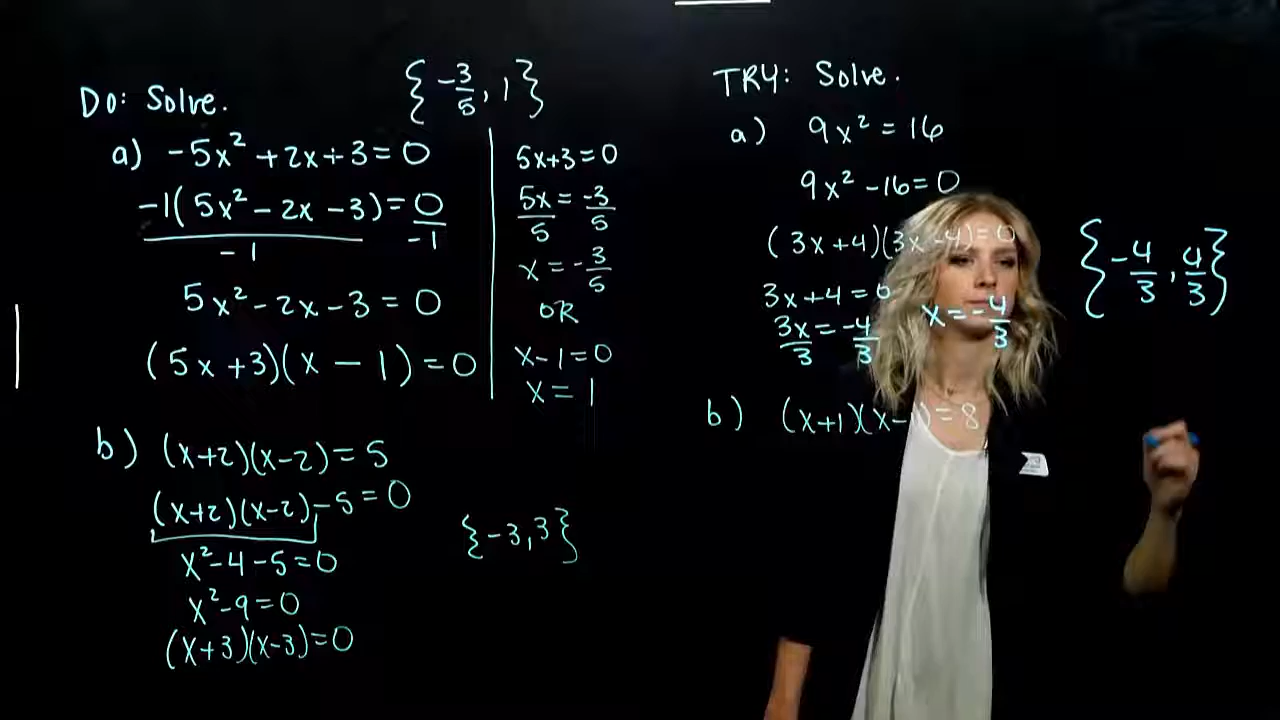 Do: Solve.
{-3/5, 1}
a) -5x² + 2x + 3 = 0
-1(5x² - 2x - 3) = 0
-1 -1
5x² - 2x - 3 = 0
(5x + 3)(x - 1) = 0
5x+3=0
5x/5 = -3/5
x = -3/5
OR
x-1=0
x = 1
b) (x+2)(x-2) = 5
(x+2)(x-2) - 5 = 0
x² - 4 - 5 = 0
x² - 9 = 0
(x+3)(x-3) = 0
{-3, 3}
TRY: Solve.
a) 9x² = 16
9x² - 16 = 0
(3x+4)(3x-4)=0
3x+4=0
3x/3 = -4/3
x = -4/3
{-4/3, 4/3}
b) (x+1)(x-1) = 8